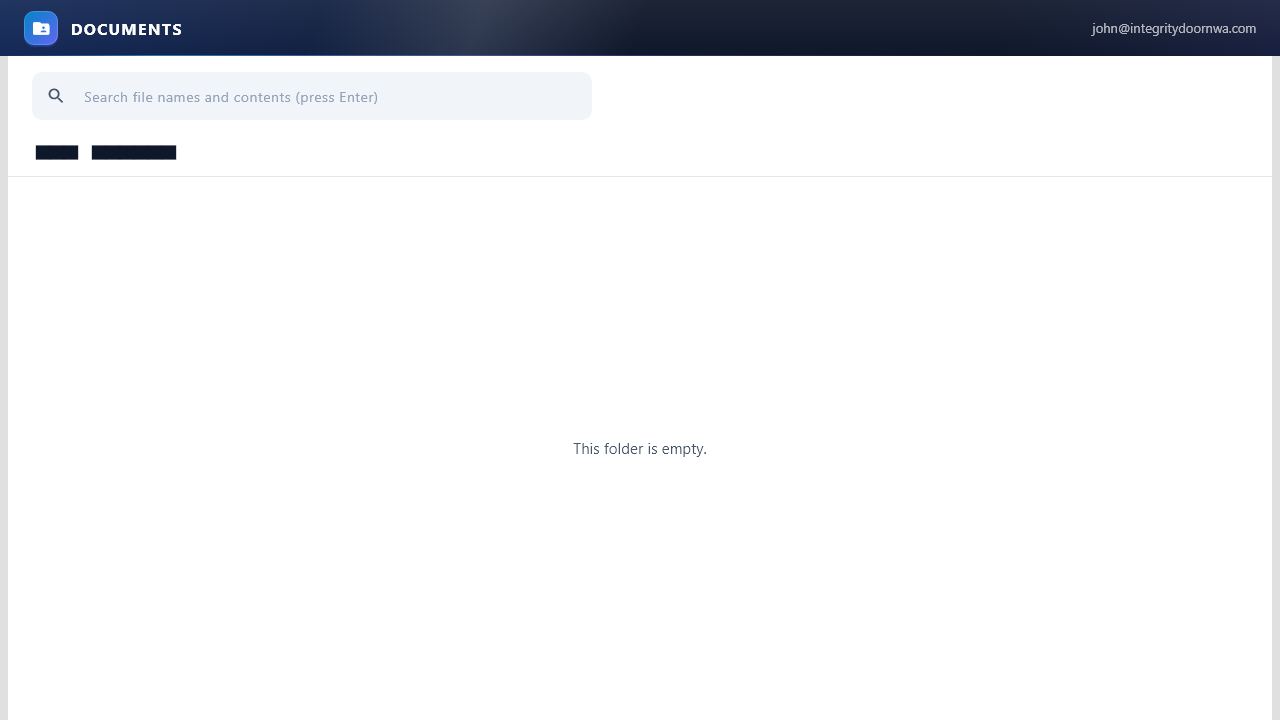 DOCUMENTS
john@integritydoornwa.com
Search file names and contents (press Enter)
This folder is empty.